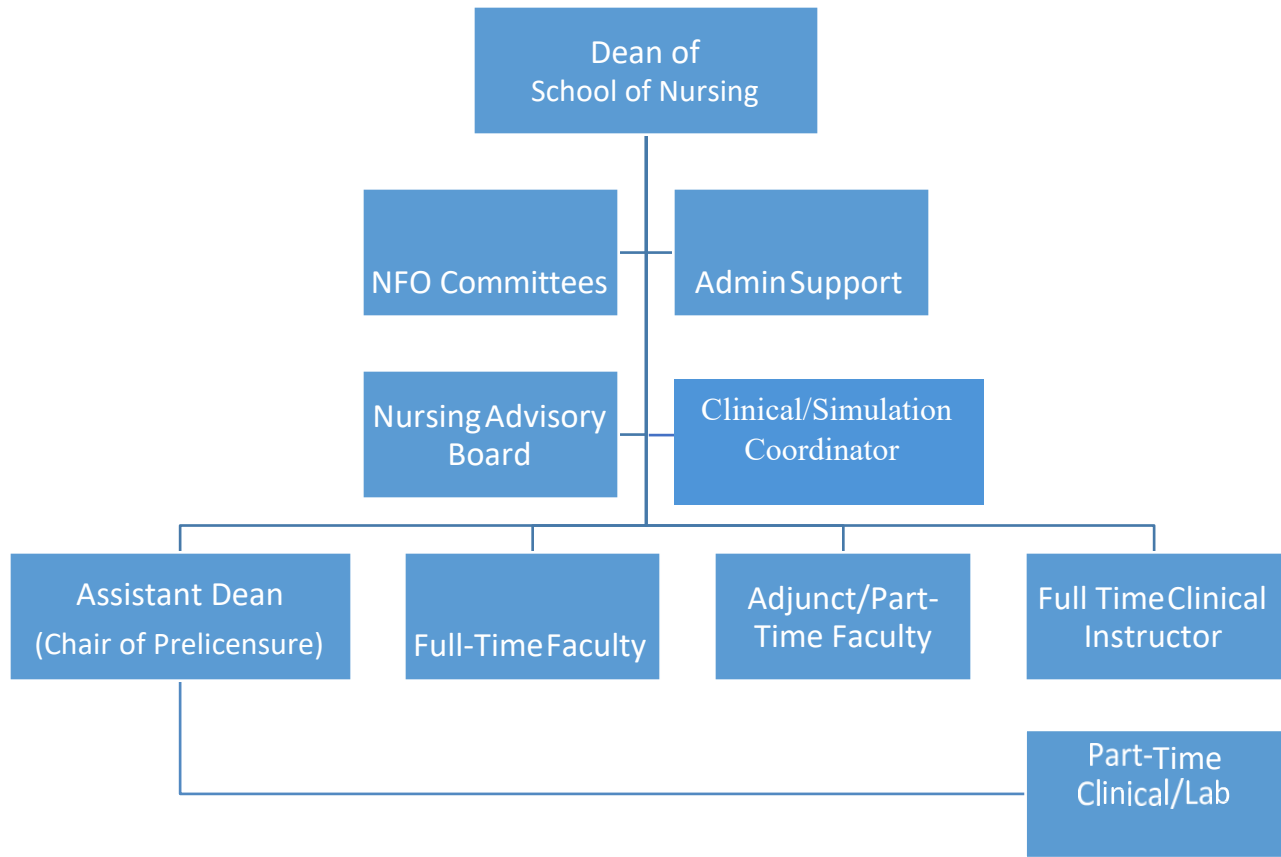 Dean of
School of Nursing
NFO Committees
Admin Support
Nursing Advisory
Board
Clinical/Simulation
Coordinator
Assistant Dean
(Chair of Prelicensure)
Full-Time Faculty
Adjunct/Part-
Time Faculty
Full Time Clinical
Instructor
Part-Time
Clinical/Lab